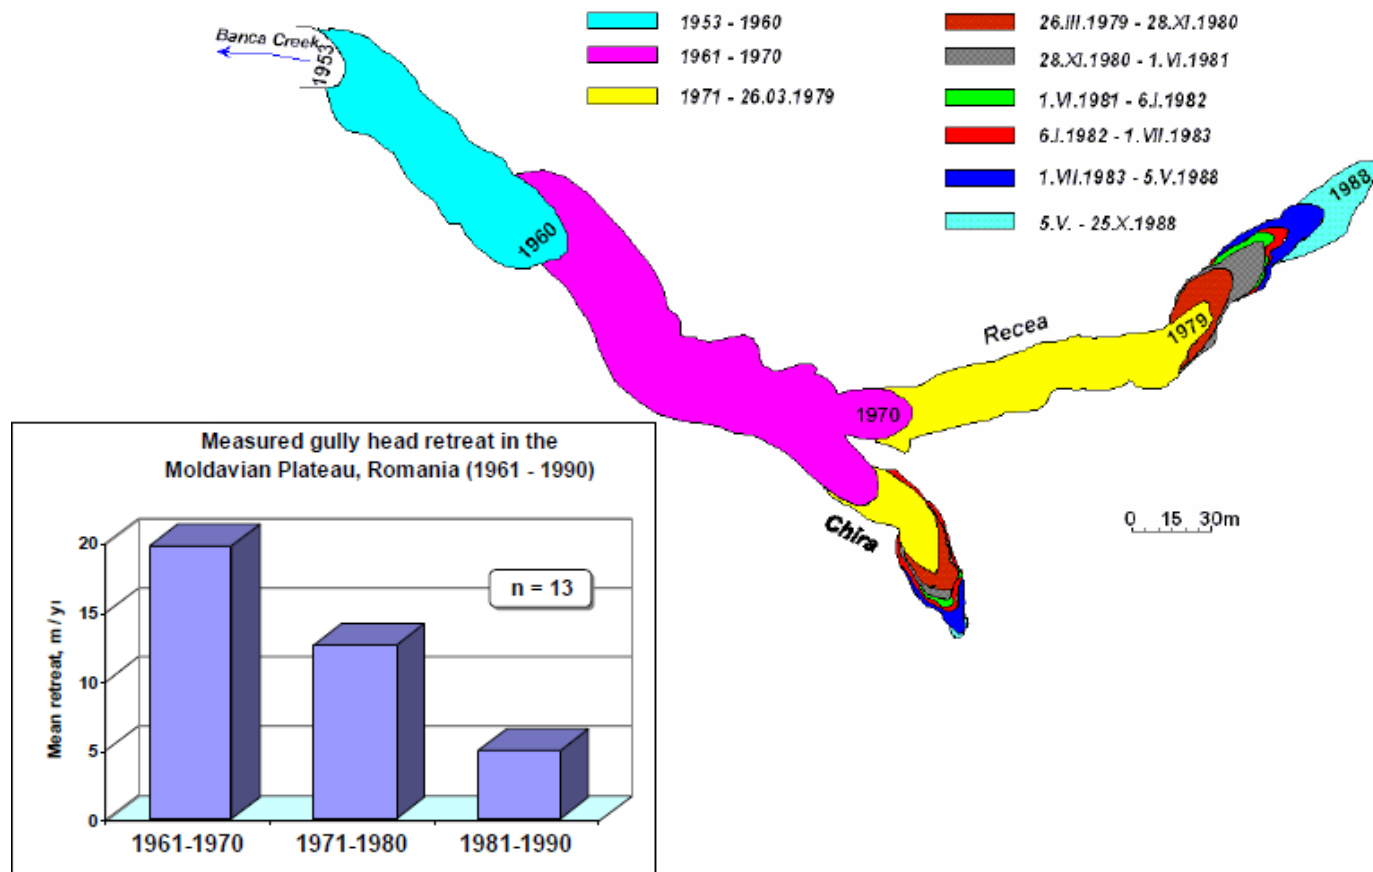 Banca Creek
1953
1953 - 1960
1961 - 1970
1971 - 26.03.1979
26.III.1979 - 28.XI.1980
28.XI.1980 - 1.VI.1981
1.VI.1981 - 6.I.1982
6.I.1982 - 1.VII.1983
1.VII.1983 - 5.V.1988
5.V. - 25.X.1988
1988
1960
Recea
1979
1970
Chira
0 15 30m
Measured gully head retreat in the
Moldavian Plateau, Romania (1961 - 1990)
Mean retreat, m / yı
20
15
10
5
0
n = 13
1961-1970
1971-1980
1981-1990